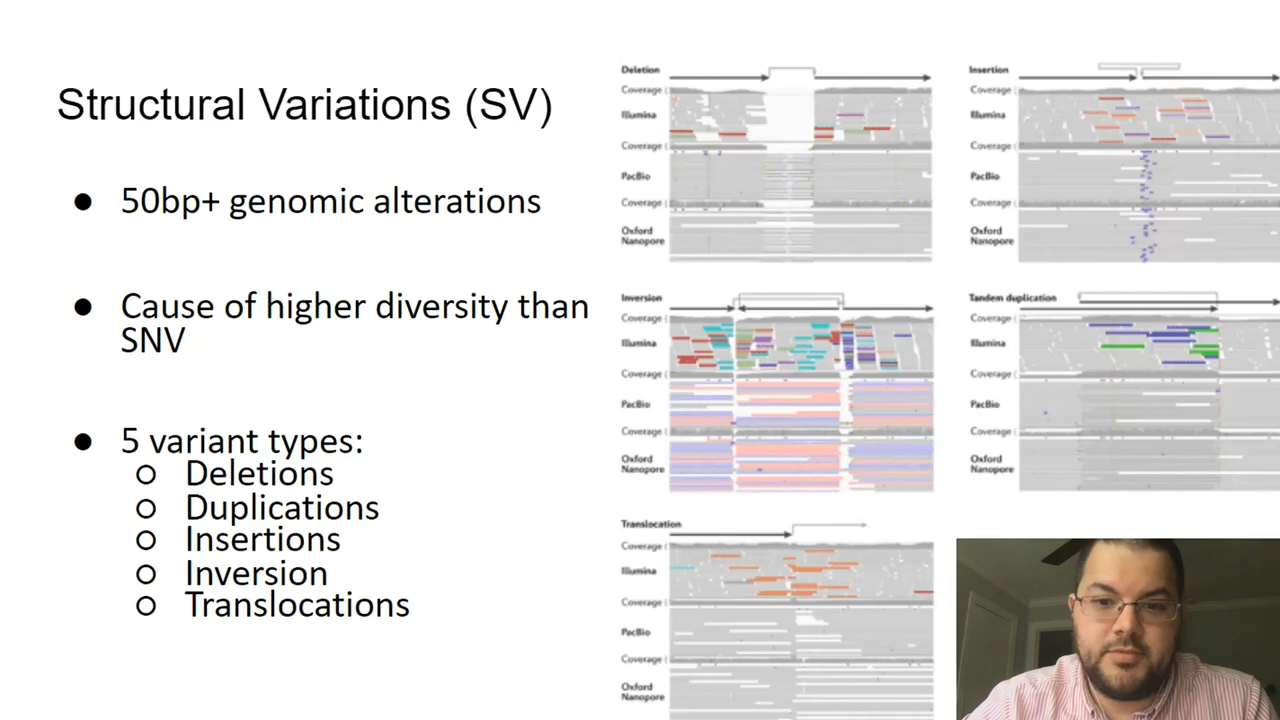 Structural Variations (SV)
● 50bp+ genomic alterations
● Cause of higher diversity than
SNV
● 5 variant types:
○ Deletions
○ Duplications
○ Insertions
○ Inversion
○ Translocations
Deletion
Coverage (
Illumina
Coverage (
PacBio
Coverage (
Oxford
Nanopore
Insertion
Coverage (
Illumina
Coverage (
PacBio
Coverage (
Oxford
Nanopore
Inversion
Coverage (
Illumina
Coverage (
PacBio
Coverage (
Oxford
Nanopore
Tandem duplication
Coverage (
Illumina
Coverage (
PacBio
Coverage (
Oxford
Nanopore
Translocation
Coverage (
Illumina
Coverage (
PacBio
Coverage (
Oxford
Nanopore